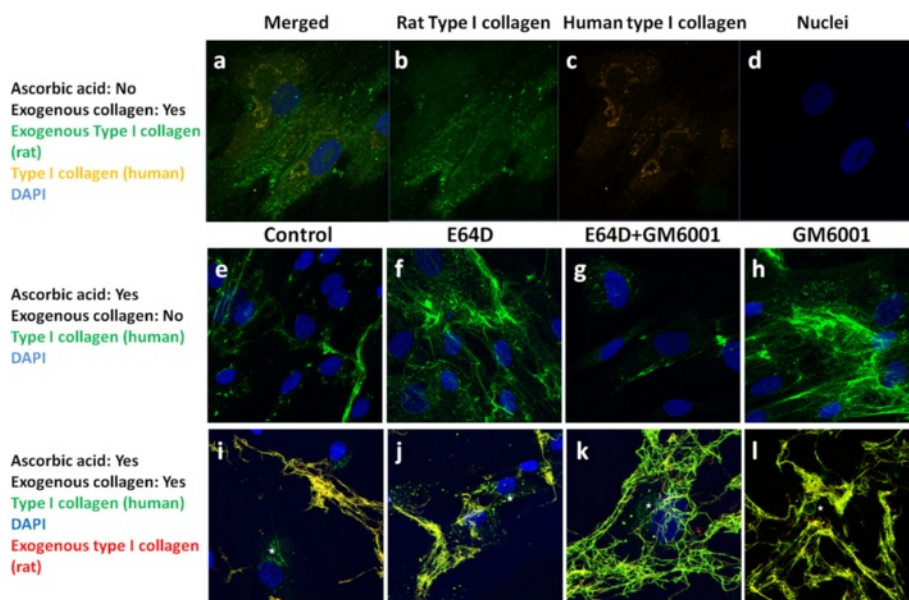 Merged Rat Type I collagen Human type I collagen Nuclei
a b c d
Ascorbic acid: No
Exogenous collagen: Yes
Exogenous Type I collagen
(rat)
Type I collagen (human)
DAPI
Control E64D E64D+GM6001 GM6001
e f g h
Ascorbic acid: Yes
Exogenous collagen: No
Type I collagen (human)
DAPI
i j k l
Ascorbic acid: Yes
Exogenous collagen: Yes
Type I collagen (human)
DAPI
Exogenous type I collagen
(rat)